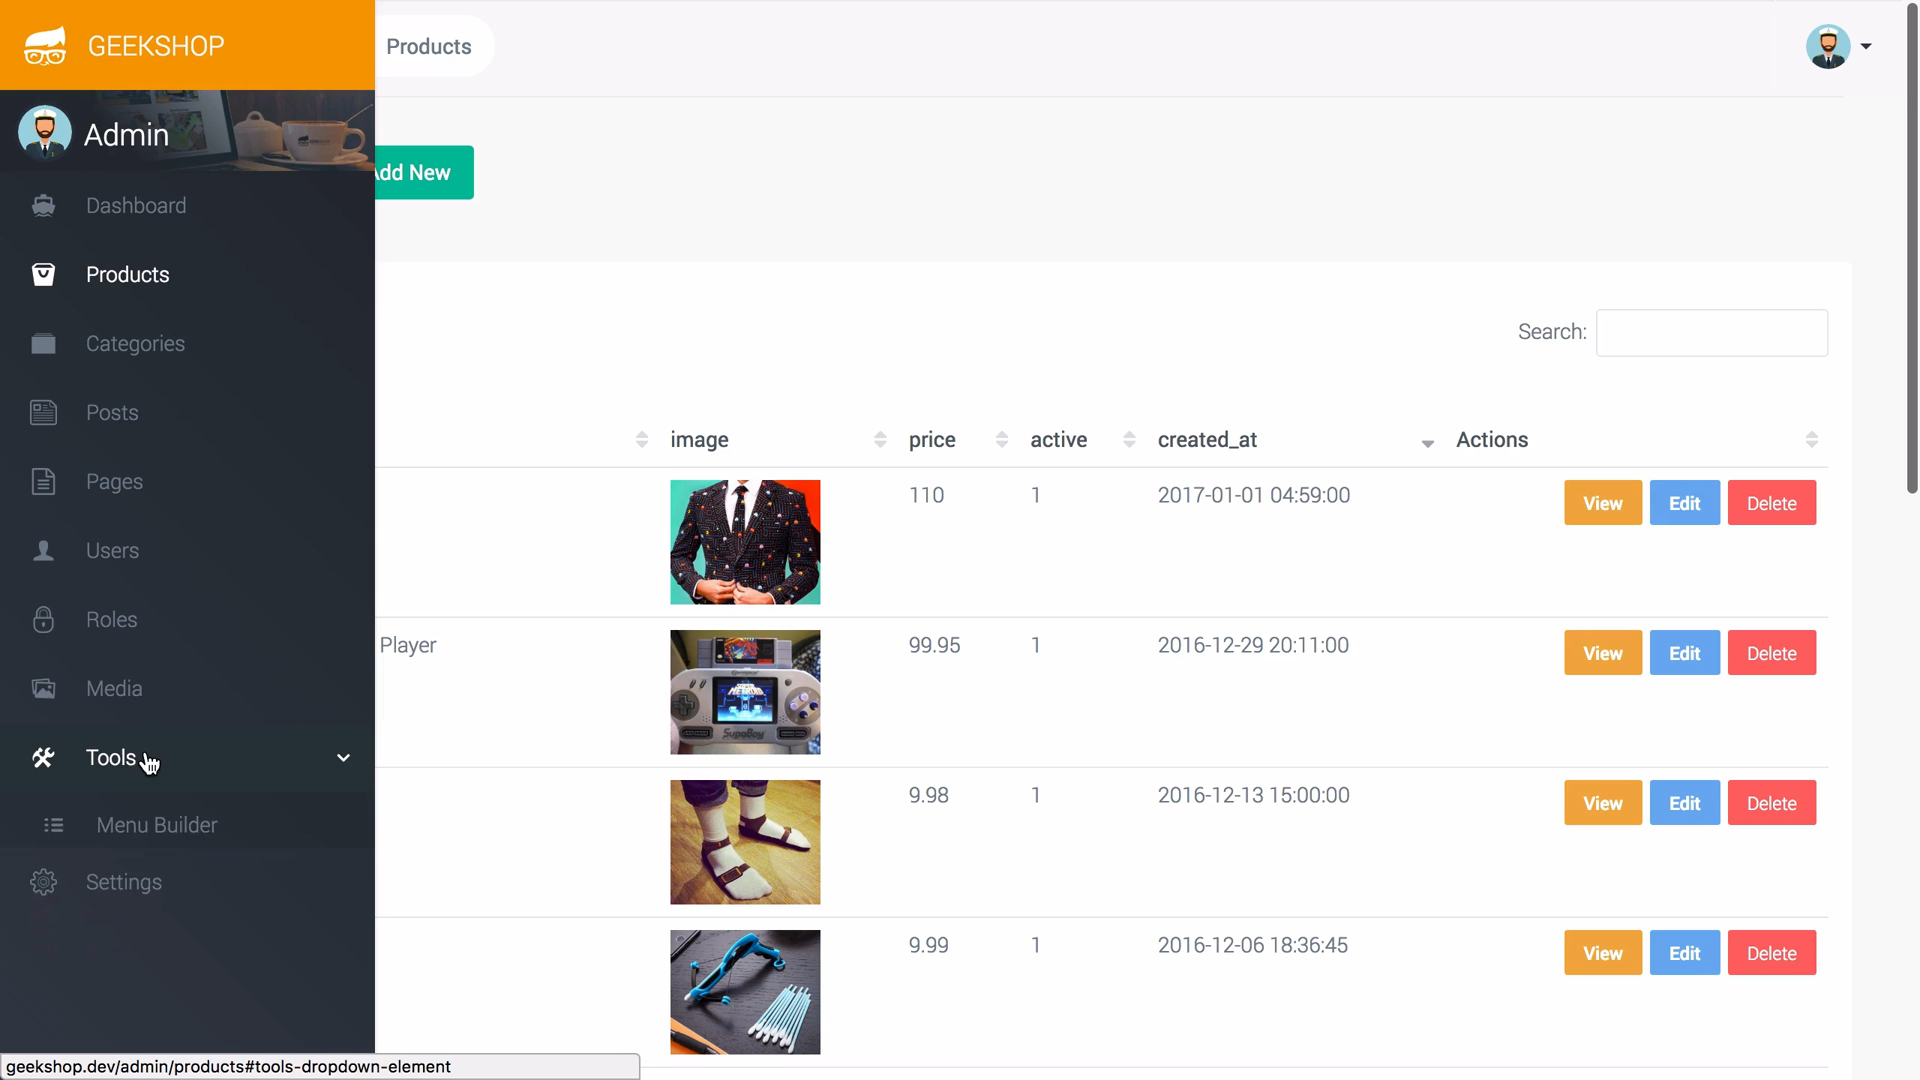 GEEKSHOP
Products
Admin
Add New
Dashboard
Products
Categories
Search:
Posts
image price active created_at Actions
Pages
110 1 2017-01-01 04:59:00 View Edit Delete
Users
Roles
Player 99.95 1 2016-12-29 20:11:00 View Edit Delete
Media
Tools
9.98 1 2016-12-13 15:00:00 View Edit Delete
Menu Builder
Settings
9.99 1 2016-12-06 18:36:45 View Edit Delete
geekshop.dev/admin/products#tools-dropdown-element